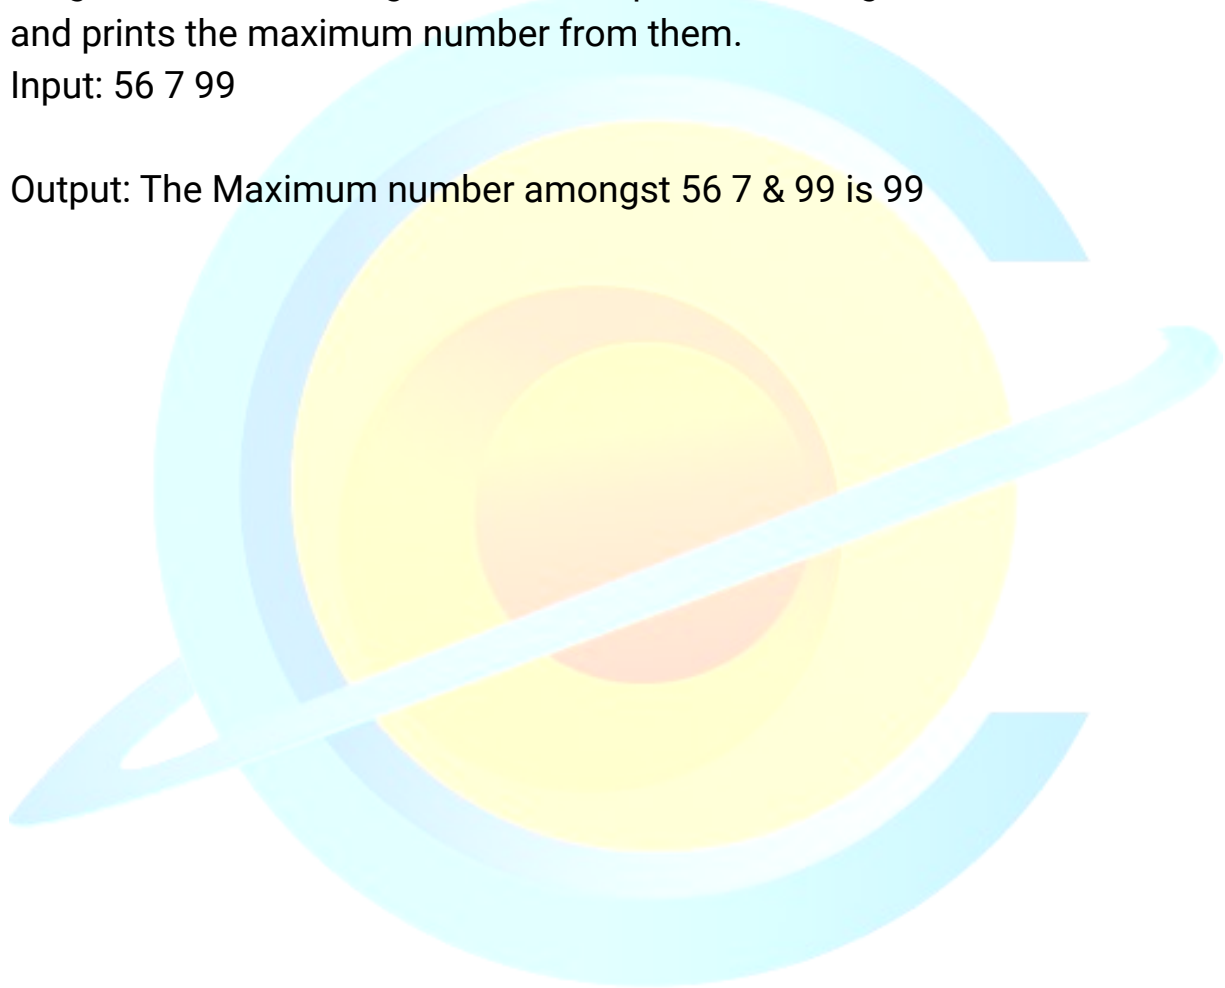 and prints the maximum number from them.
Input: 56 7 99
Output: The Maximum number amongst 56 7 & 99 is 99